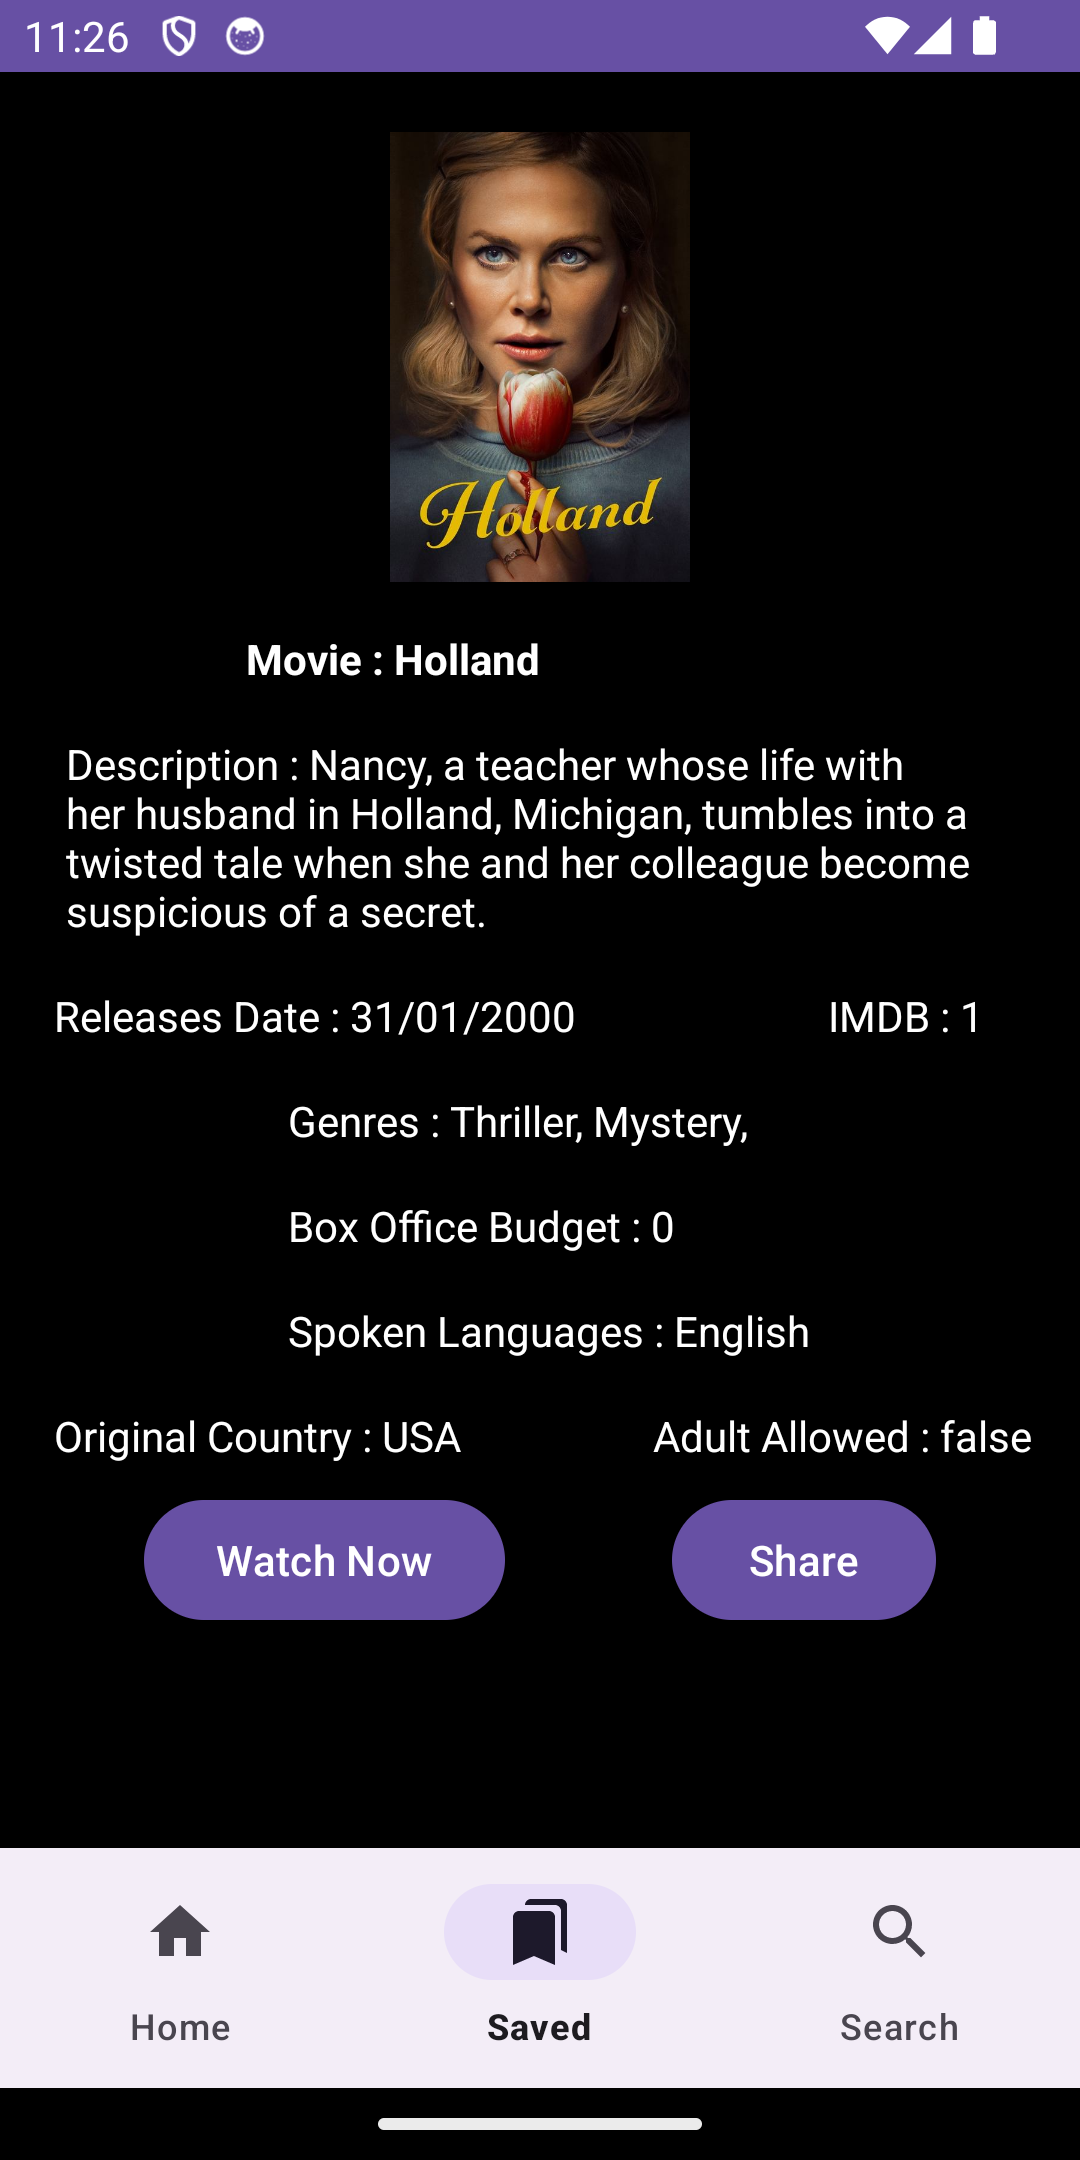 11:26
Holland
Movie : Holland
Description : Nancy, a teacher whose life with
her husband in Holland, Michigan, tumbles into a
twisted tale when she and her colleague become
suspicious of a secret.
Releases Date : 31/01/2000 IMDB : 1
Genres : Thriller, Mystery,
Box Office Budget : 0
Spoken Languages : English
Original Country : USA Adult Allowed : false
Watch Now Share
Home Saved Search